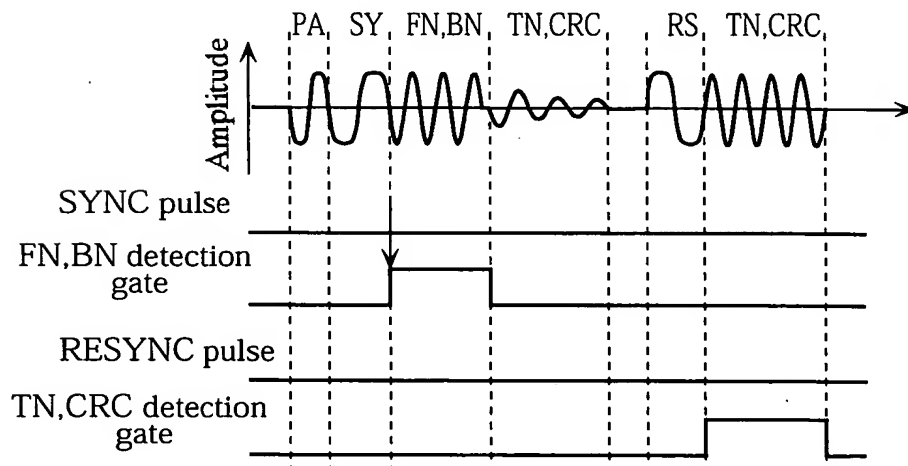 PA SY FN,BN TN,CRC RS TN,CRC
Amplitude
SYNC pulse
FN,BN detection
gate
RESYNC pulse
TN,CRC detection
gate